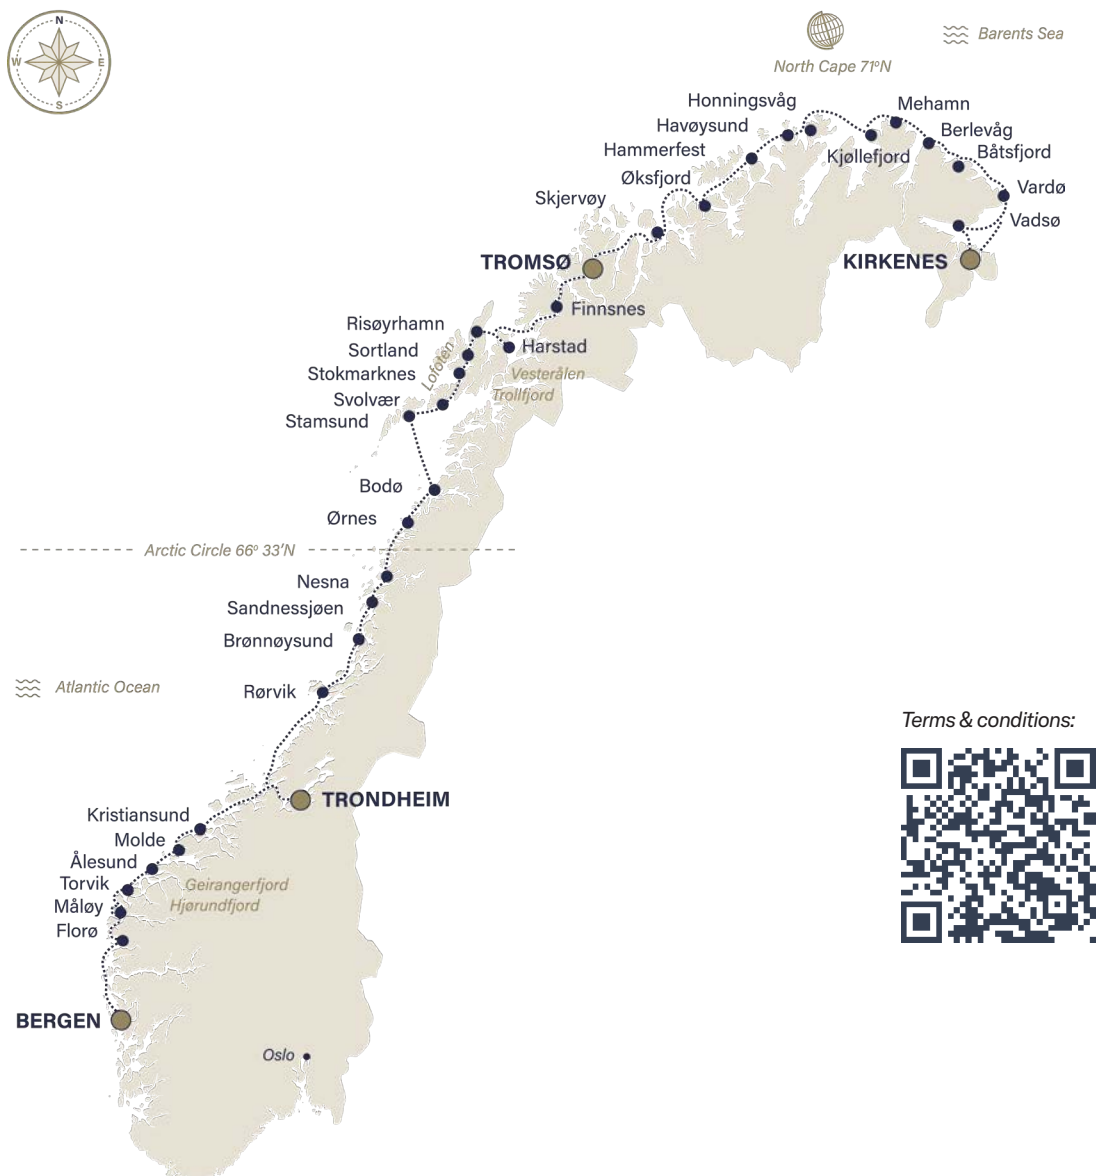 N
W E
S
Barents Sea
North Cape 71ºN
Honningsvåg
Mehamn
Havøysund
Berlevåg
Hammerfest
Kjøllefjord
Båtsfjord
Øksfjord
Vardø
Skjervøy
Vadsø
TROMSØ
KIRKENES
Finnsnes
Risøyrhamn
Harstad
Sortland
Lofoten
Stokmarknes
Vesterålen
Trollfjord
Svolvær
Stamsund
Bodø
Ørnes
Arctic Circle 66º 33'N
Nesna
Sandnessjøen
Brønnøysund
Atlantic Ocean
Rørvik
Terms & conditions:
TRONDHEIM
Kristiansund
Molde
Ålesund
Torvik
Geirangerfjord
Måløy
Hjørundfjord
Florø
BERGEN
Oslo